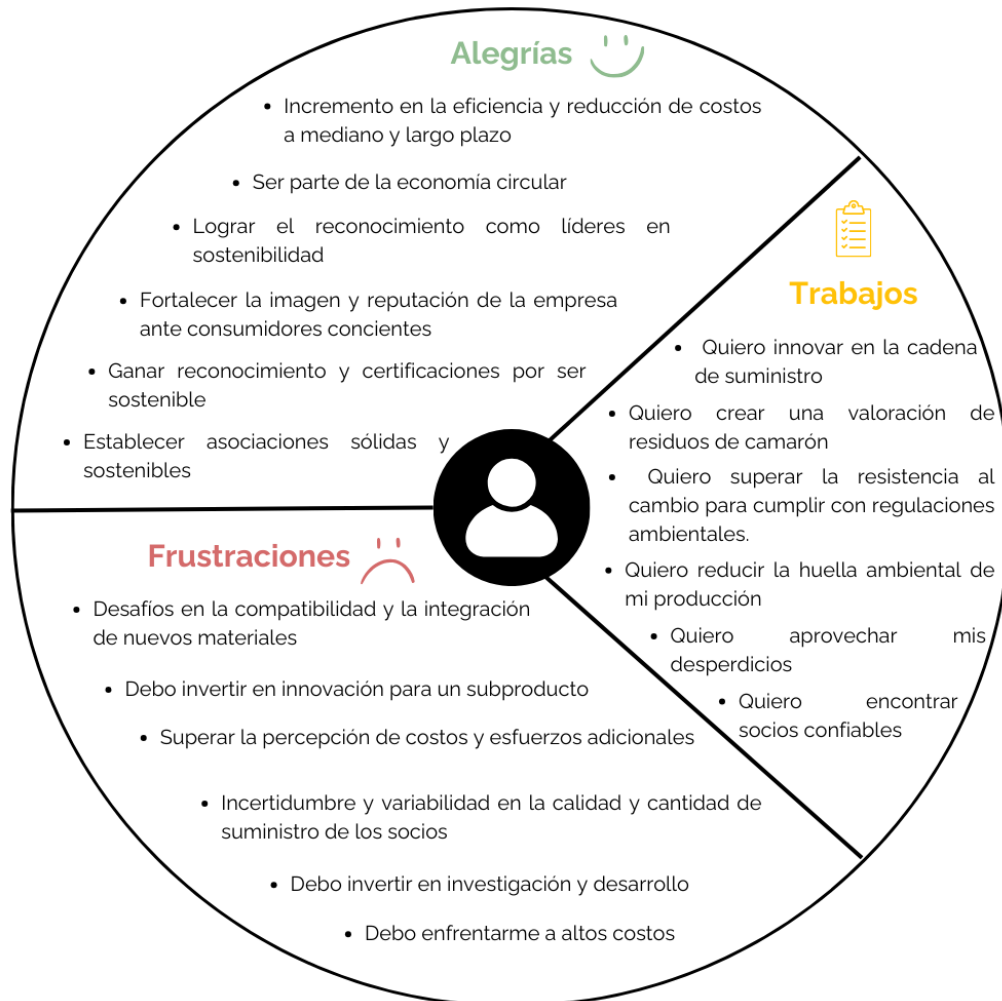 Alegrías
• Incremento en la eficiencia y reducción de costos
a mediano y largo plazo
• Ser parte de la economía circular
• Lograr el reconocimiento como líderes en
sostenibilidad
• Fortalecer la imagen y reputación de la empresa
ante consumidores concientes
• Ganar reconocimiento y certificaciones por ser
sostenible
• Establecer asociaciones sólidas y
sostenibles
Trabajos
• Quiero innovar en la cadena
de suministro
• Quiero crear una valoración de
residuos de camarón
• Quiero superar la resistencia al
cambio para cumplir con regulaciones
ambientales.
• Quiero reducir la huella ambiental de
mi producción
• Quiero aprovechar mis
desperdicios
• Quiero encontrar
socios confiables
Frustraciones
• Desafíos en la compatibilidad y la integración
de nuevos materiales
• Debo invertir en innovación para un subproducto
• Superar la percepción de costos y esfuerzos adicionales
• Incertidumbre y variabilidad en la calidad y cantidad de
suministro de los socios
• Debo invertir en investigación y desarrollo
• Debo enfrentarme a altos costos